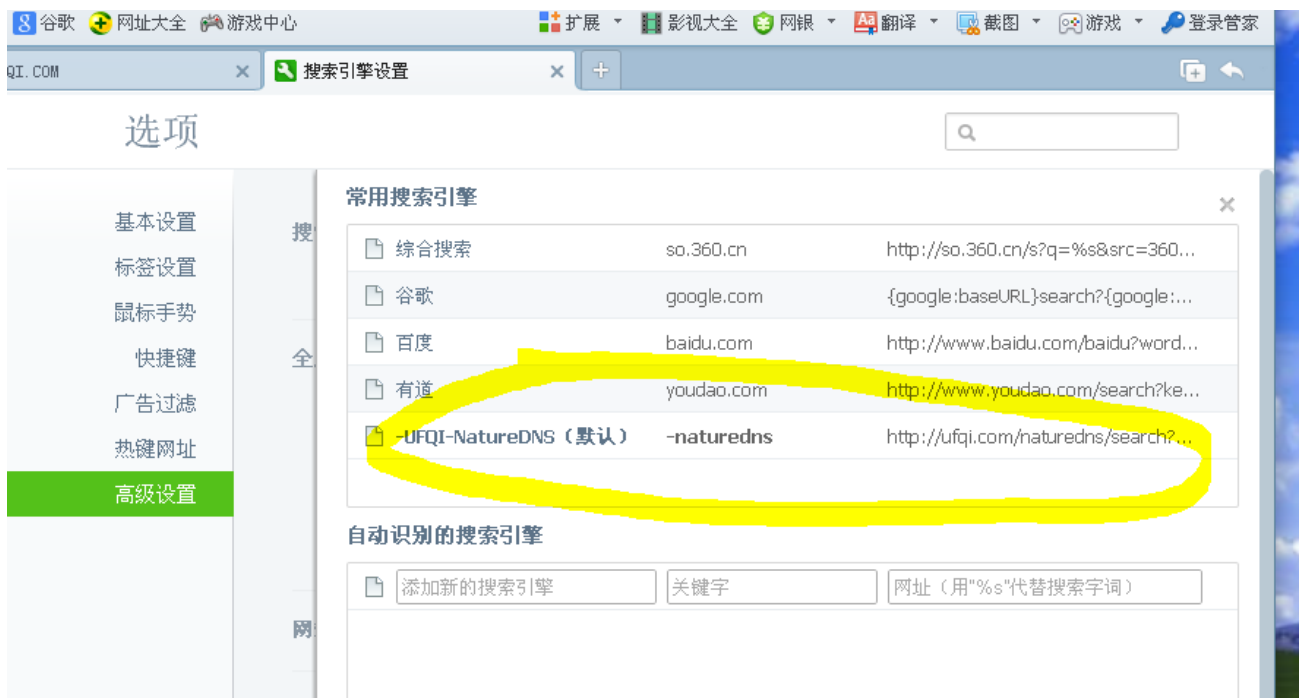 8 谷歌 网址大全 游戏中心 扩展 影视大全 网银 Aa 翻译 截图 游戏 登录管家
QI.COM 搜索引擎设置
选项
常用搜索引擎
基本设置
标签设置
鼠标手势
快捷键
广告过滤
热键网址
高级设置
搜
全
网
综合搜索 so.360.cn http://so.360.cn/s?q=%s&src=360...
谷歌 google.com {google:baseURL}search?{google:...
百度 baidu.com http://www.baidu.com/baidu?word...
有道 youdao.com http://www.youdao.com/search?ke...
-UFQI-NatureDNS（默认） -naturedns http://ufqi.com/naturedns/search?...
自动识别的搜索引擎
添加新的搜索引擎 关键字 网址（用"%s"代替搜索字词）